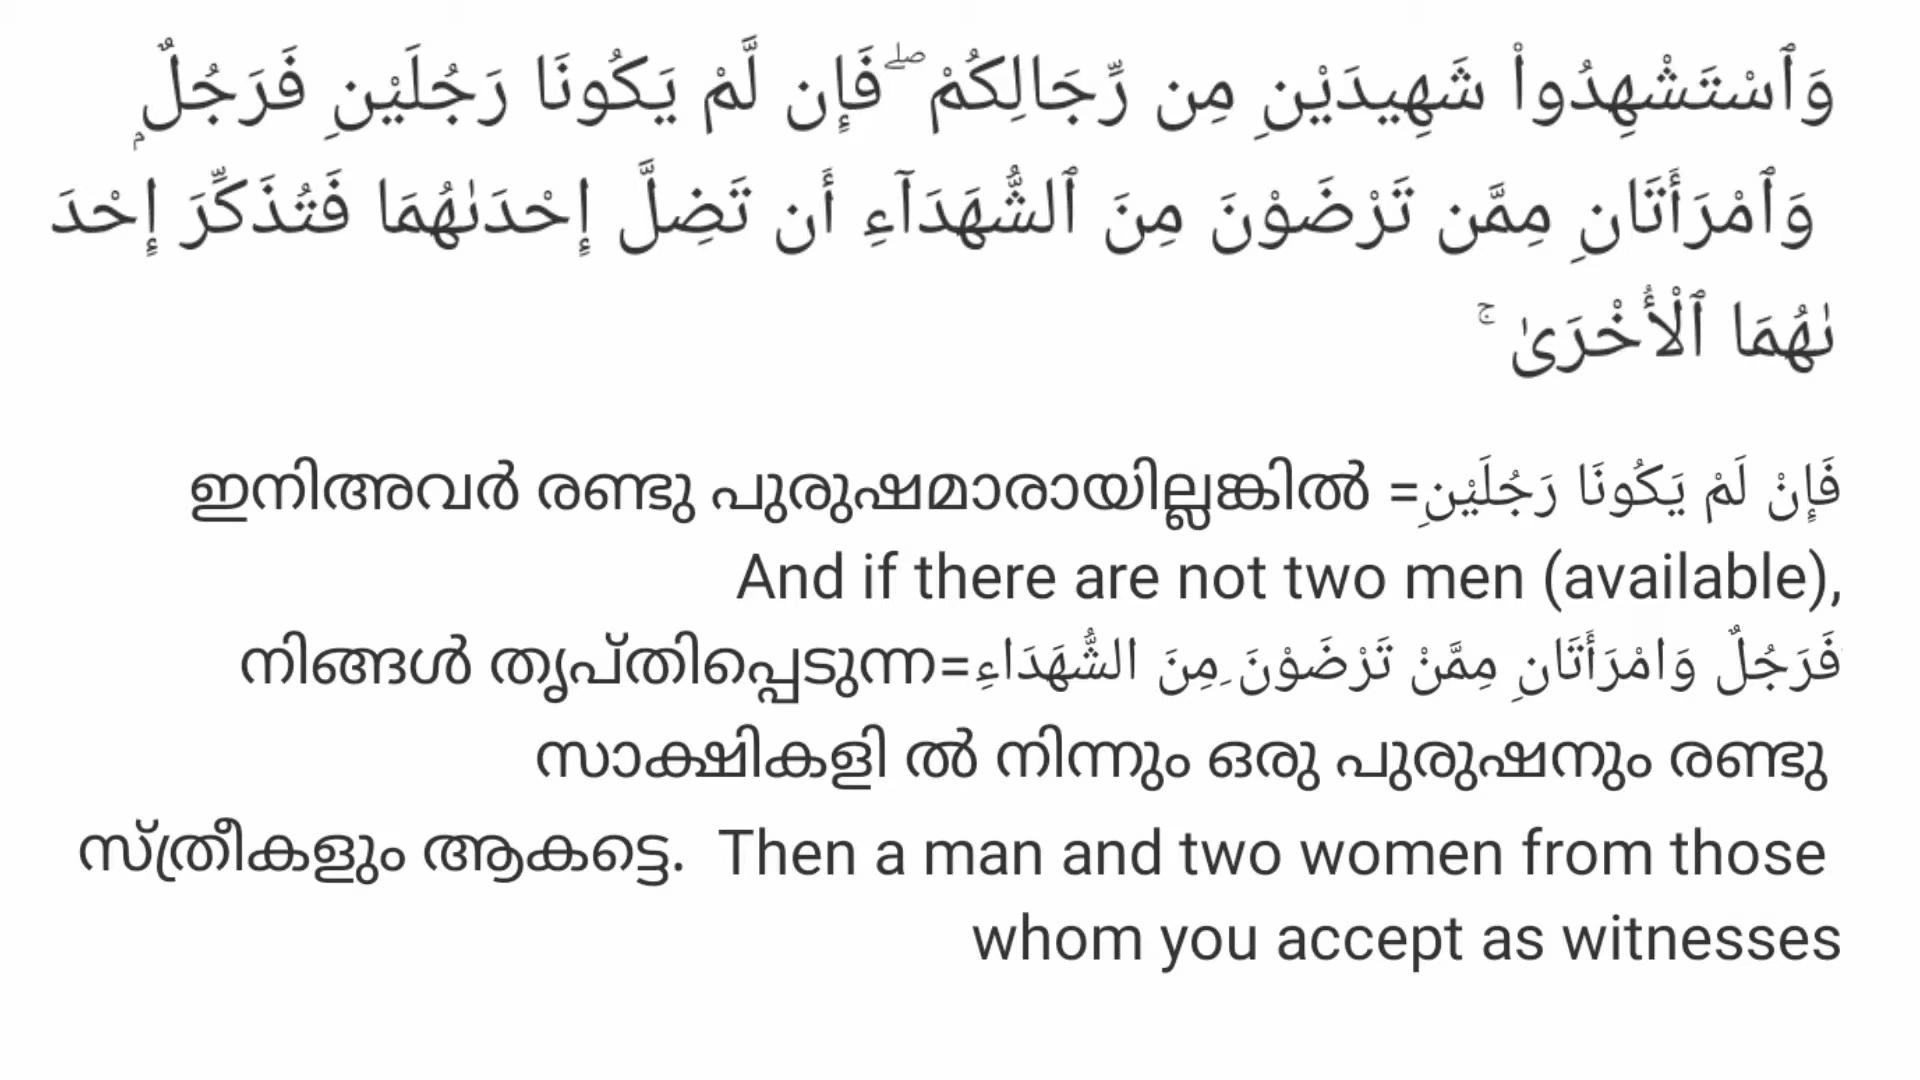 وَٱسْتَشْهِدُوا۟ شَهِيدَيْنِ مِن رِّجَالِكُمْ ۖ فَإِن لَّمْ يَكُونَا رَجُلَيْنِ فَرَجُلٌۭ
وَٱمْرَأَتَانِ مِمَّن تَرْضَوْنَ مِنَ ٱلشُّهَدَآءِ أَن تَضِلَّ إِحْدَىٰهُمَا فَتُذَكِّرَ إِحْدَ
ىٰهُمَا ٱلْأُخْرَىٰ ۚ
فَإِنْ لَمْ يَكُونَا رَجُلَيْنِ= ഇനിഅവർ രണ്ടു പുരുഷമാരായില്ലങ്കിൽ
And if there are not two men (available),
فَرَجُلٌ وَامْرَأَتَانِ مِمَّنْ تَرْضَوْنَ ِمِنَ الشُّهَدَاءِ=നിങ്ങൾ തൃപ്തിപ്പെടുന്ന
സാക്ഷികളി ൽ നിന്നും ഒരു പുരുഷനും രണ്ടു
സ്ത്രീകളും ആകട്ടെ. Then a man and two women from those
whom you accept as witnesses